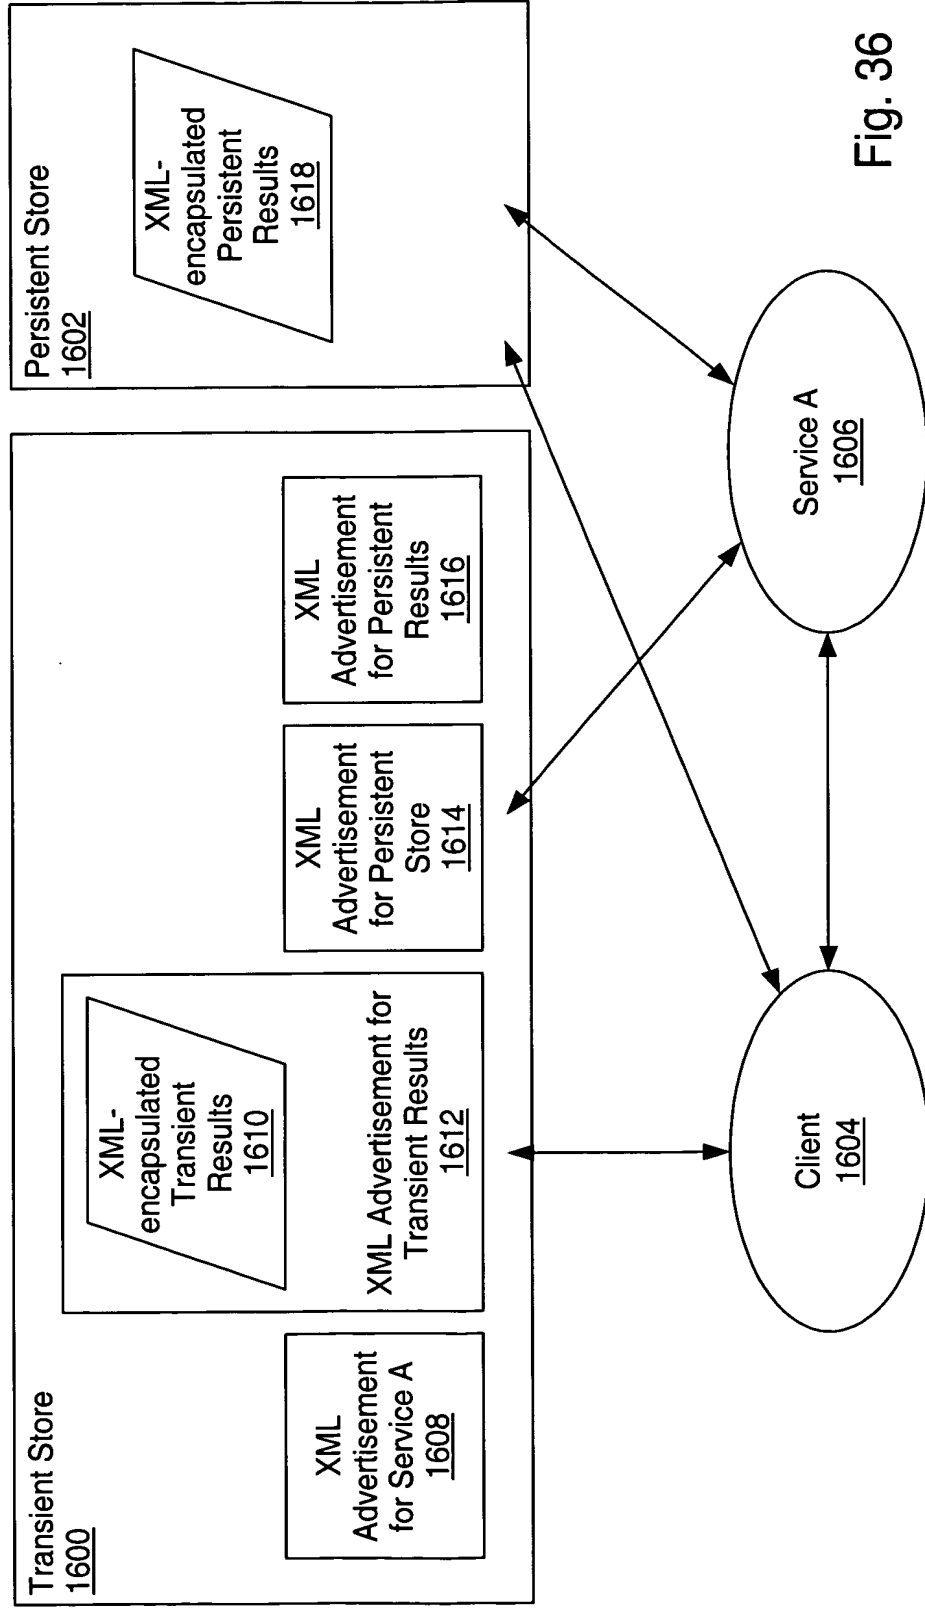 Transient Store
1600
XML
Advertisement
for Service A
1608
XML-
encapsulated
Transient
Results
1610
XML Advertisement for
Transient Results
1612
XML
Advertisement
for Persistent
Store
1614
XML
Advertisement
for Persistent
Results
1616
Persistent Store
1602
XML-
encapsulated
Persistent
Results
1618
Client
1604
Service A
1606
Fig. 36